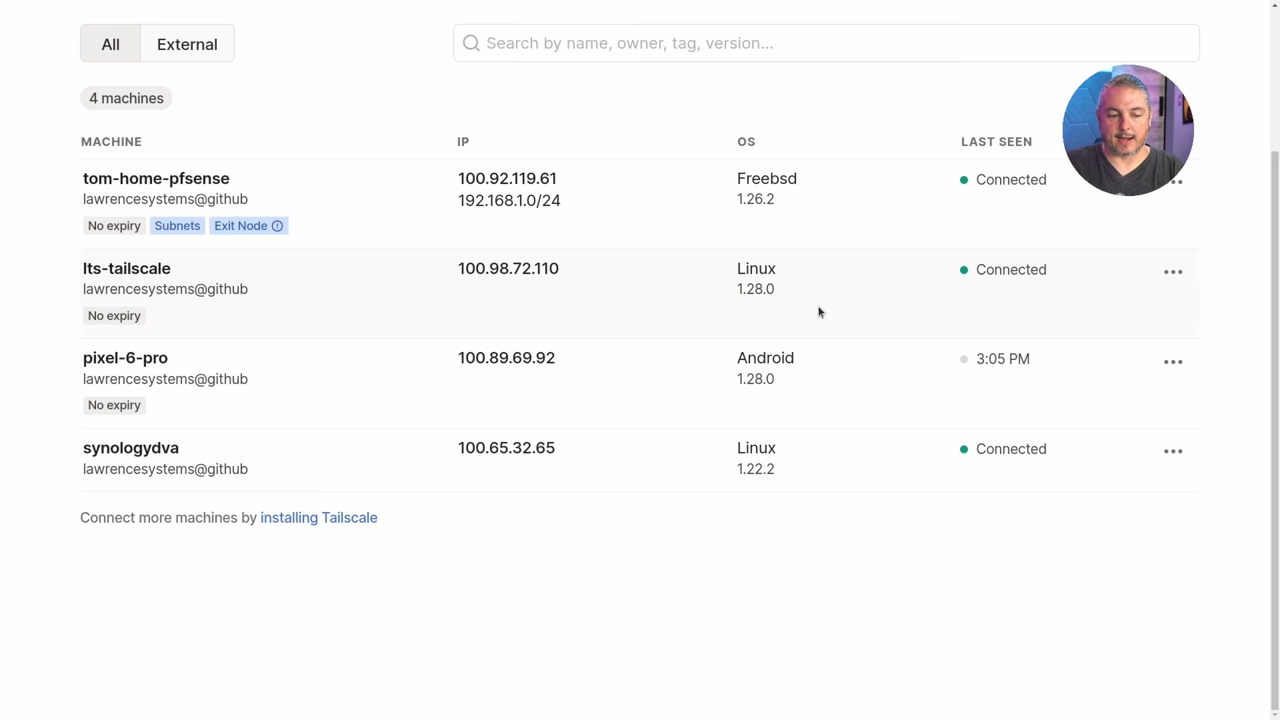 All
External
Search by name, owner, tag, version...
4 machines
MACHINE
IP
OS
LAST SEEN
tom-home-pfsense
100.92.119.61
Freebsd
Connected
lawrencesystems@github
192.168.1.0/24
1.26.2
No expiry
Subnets
Exit Node
lts-tailscale
100.98.72.110
Linux
Connected
lawrencesystems@github
1.28.0
No expiry
pixel-6-pro
100.89.69.92
Android
3:05 PM
lawrencesystems@github
1.28.0
No expiry
synologydva
100.65.32.65
Linux
Connected
lawrencesystems@github
1.22.2
Connect more machines by installing Tailscale